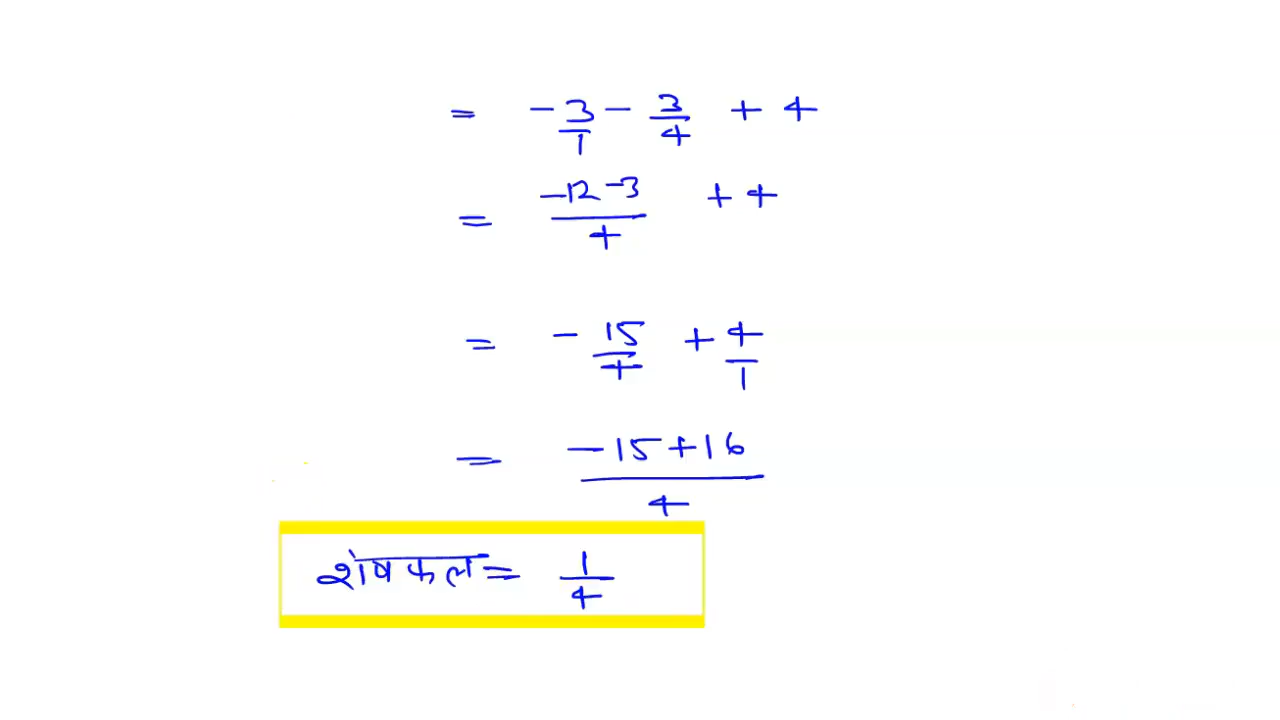 = -3/1 - 3/4 + 4
= (-12-3)/4 + 4
= -15/4 + 4/1
= (-15+16)/4
शेषफल = 1/4